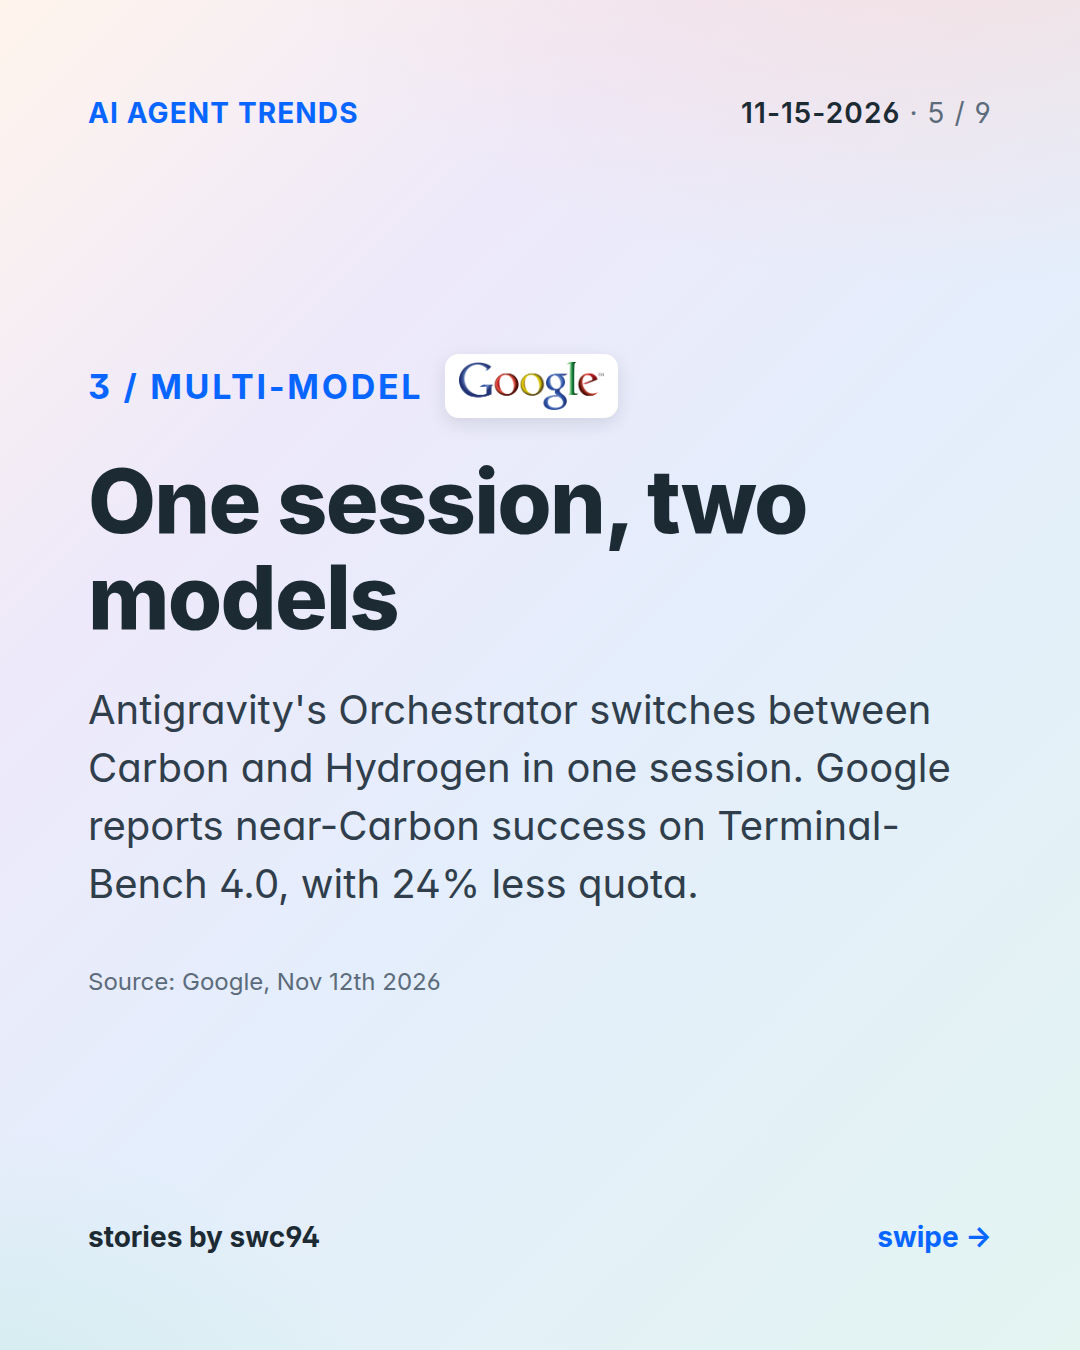 AI AGENT TRENDS
11-15-2026 · 5 / 9
3 / MULTI-MODEL
Google™
One session, two
models
Antigravity's Orchestrator switches between
Carbon and Hydrogen in one session. Google
reports near-Carbon success on Terminal-
Bench 4.0, with 24% less quota.
Source: Google, Nov 12th 2026
stories by swc94
swipe →